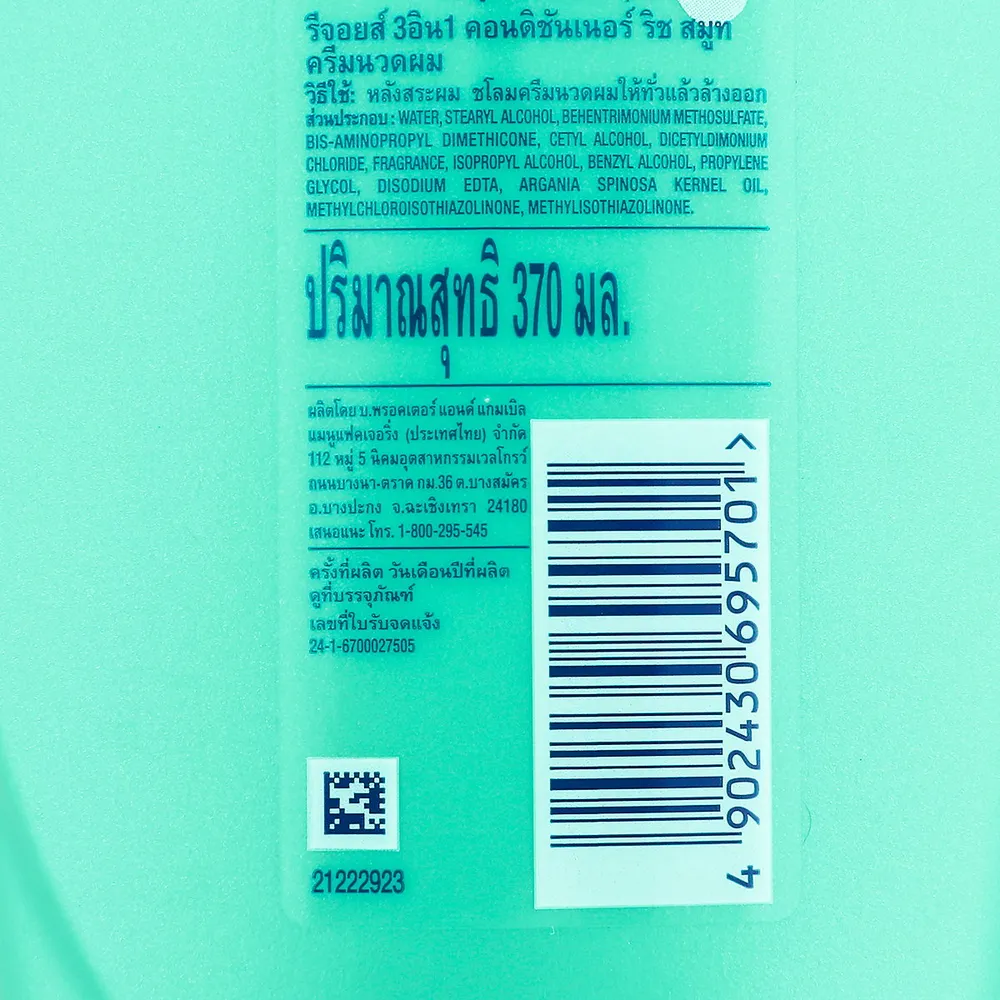 รีจอยส์ 3อิน1 คอนดิชันเนอร์ ริช สมูท
ครีมนวดผม
วิธีใช้: หลังสระผม ชโลมครีมนวดผมให้ทั่วแล้วล้างออก
ส่วนประกอบ : WATER, STEARYL ALCOHOL, BEHENTRIMONIUM METHOSULFATE,
BIS-AMINOPROPYL DIMETHICONE, CETYL ALCOHOL, DICETYLDIMONIUM
CHLORIDE, FRAGRANCE, ISOPROPYL ALCOHOL, BENZYL ALCOHOL, PROPYLENE
GLYCOL, DISODIUM EDTA, ARGANIA SPINOSA KERNEL OIL,
METHYLCHLOROISOTHIAZOLINONE, METHYLISOTHIAZOLINONE.
ปริมาณสุทธิ 370 มล.
ผลิตโดย บ.พรอคเตอร์ แอนด์ แกมเบิล
แมนูแฟคเจอริ่ง (ประเทศไทย) จำกัด
112 หมู่ 5 นิคมอุตสาหกรรมเวลโกรว์
ถนนบางนา-ตราด กม.36 ต.บางสมัคร
อ.บางปะกง จ.ฉะเชิงเทรา 24180
เสนอแนะ โทร. 1-800-295-545
ครั้งที่ผลิต วันเดือนปีที่ผลิต
ดูที่บรรจุภัณฑ์
เลขที่ใบรับจดแจ้ง
24-1-6700027505
21222923
4 902430 695701 >